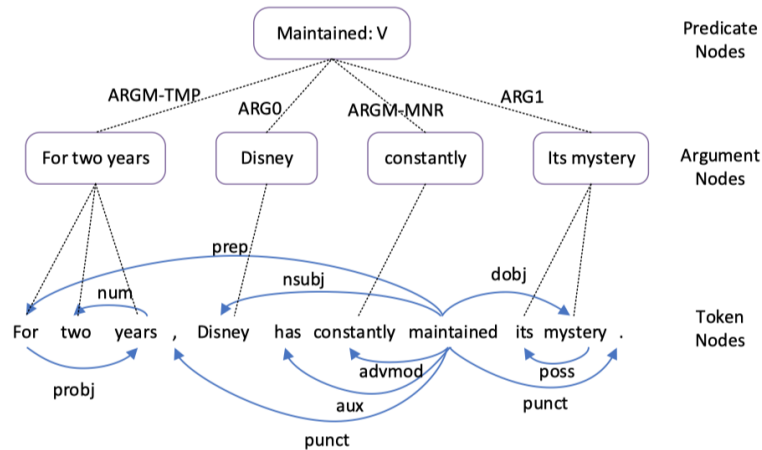 Maintained: V
Predicate
Nodes
ARGM-TMP
ARG0
ARGM-MNR
ARG1
For two years
Disney
constantly
Its mystery
Argument
Nodes
prep
num
nsubj
dobj
For two years , Disney has constantly maintained its mystery .
Token
Nodes
probj
advmod
poss
aux
punct
punct